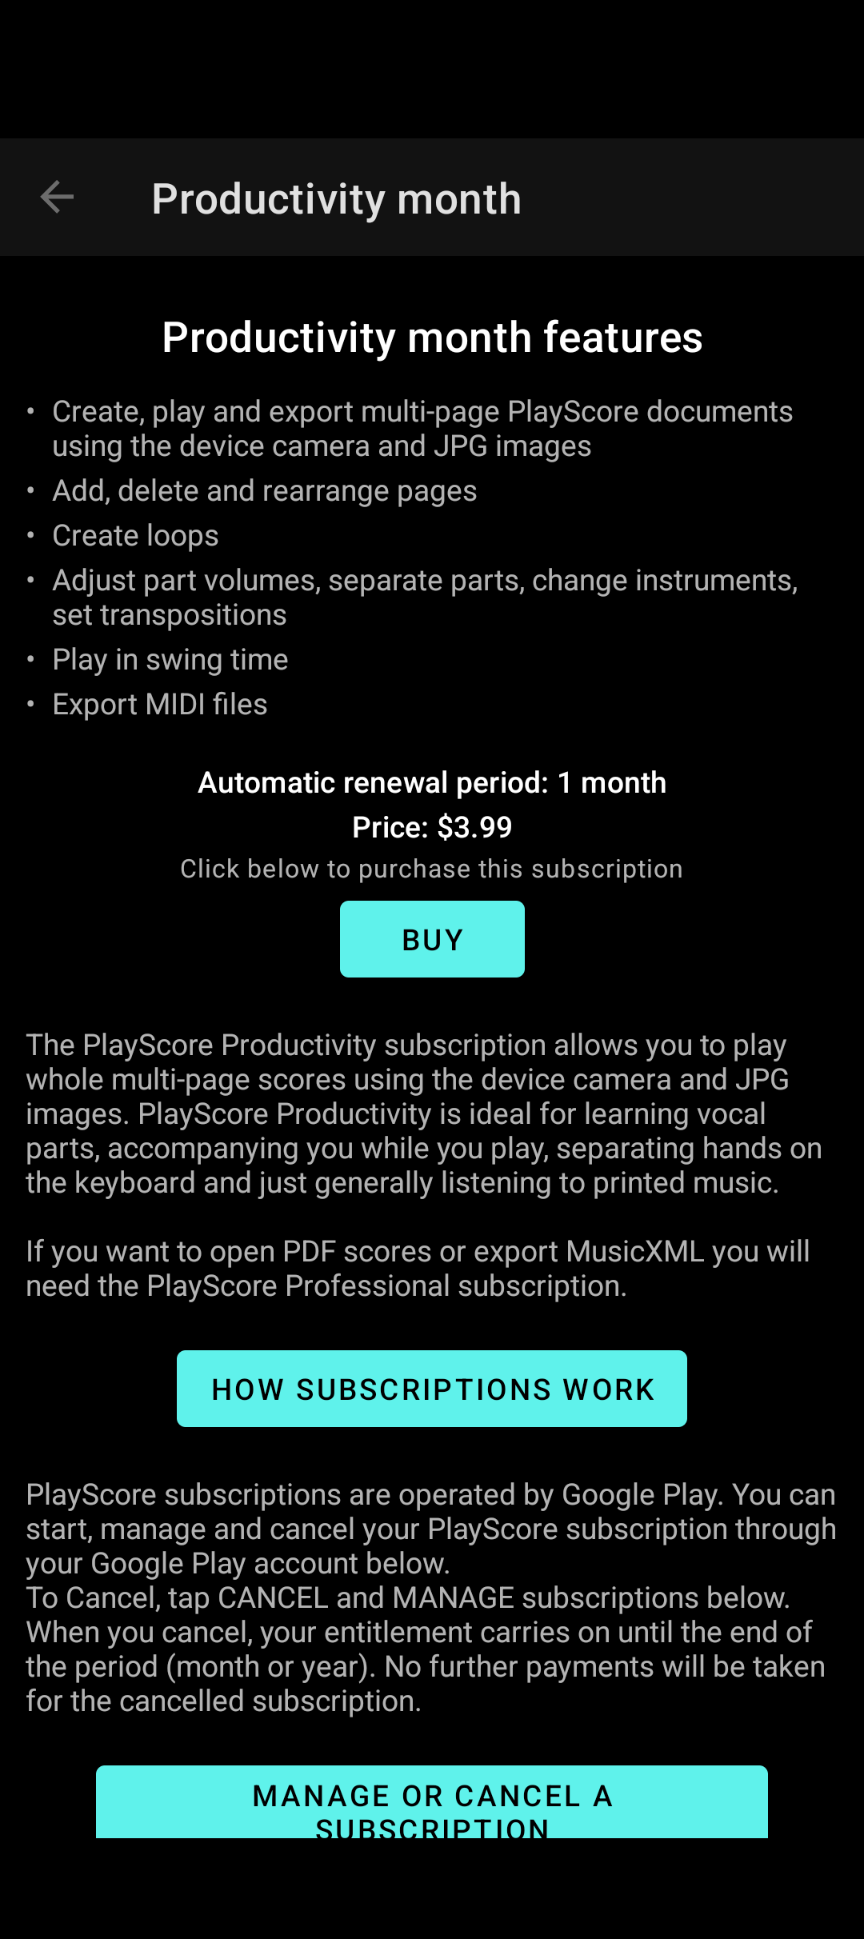 Productivity month
Productivity month features
• Create, play and export multi-page PlayScore documents
using the device camera and JPG images
• Add, delete and rearrange pages
• Create loops
• Adjust part volumes, separate parts, change instruments,
set transpositions
• Play in swing time
• Export MIDI files
Automatic renewal period: 1 month
Price: $3.99
Click below to purchase this subscription
BUY
The PlayScore Productivity subscription allows you to play
whole multi-page scores using the device camera and JPG
images. PlayScore Productivity is ideal for learning vocal
parts, accompanying you while you play, separating hands on
the keyboard and just generally listening to printed music.
If you want to open PDF scores or export MusicXML you will
need the PlayScore Professional subscription.
HOW SUBSCRIPTIONS WORK
PlayScore subscriptions are operated by Google Play. You can
start, manage and cancel your PlayScore subscription through
your Google Play account below.
To Cancel, tap CANCEL and MANAGE subscriptions below.
When you cancel, your entitlement carries on until the end of
the period (month or year). No further payments will be taken
for the cancelled subscription.
MANAGE OR CANCEL A
SUBSCRIPTION